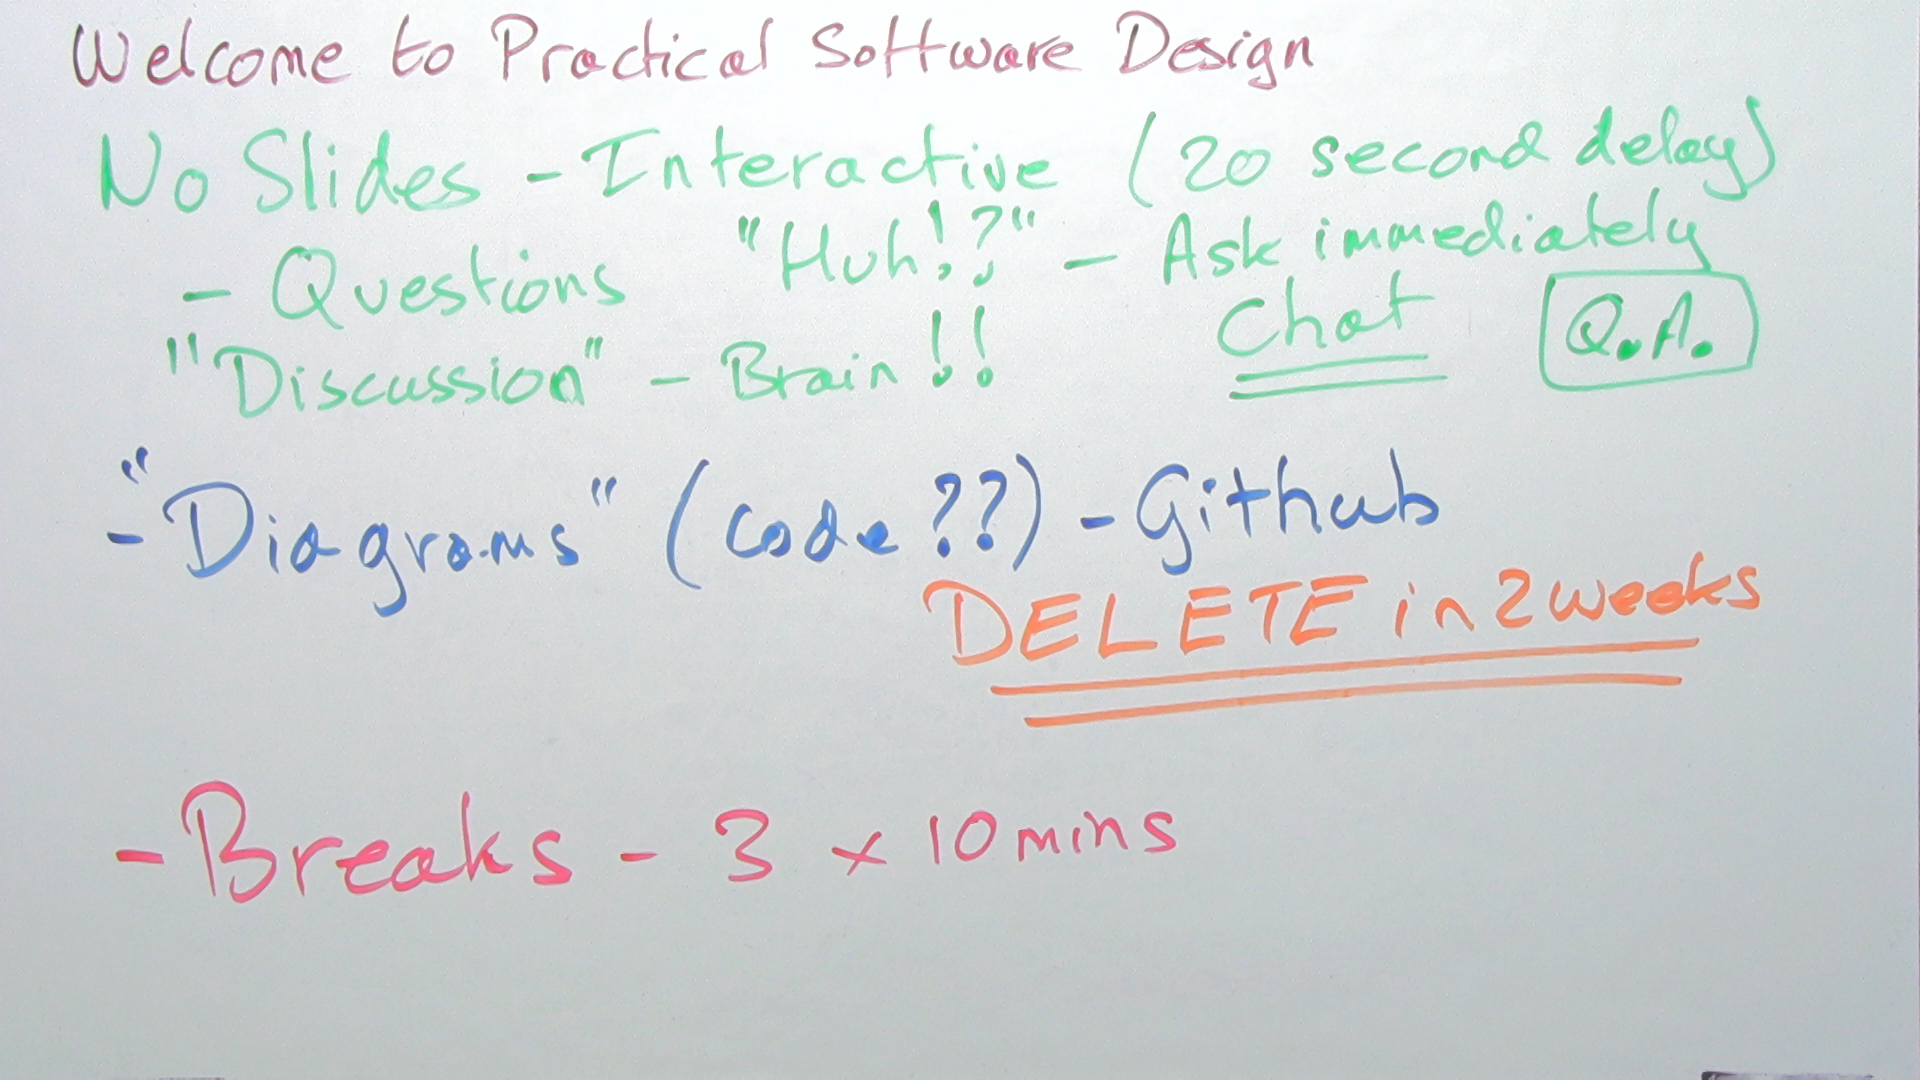 Welcome to Practical Software Design
No Slides - Interactive (20 second delay)
- Questions "Huh!?" - Ask immediately
Chat Q.A.
"Discussion" - Brain!!
- "Diagrams" (code??) - Github
DELETE in 2 weeks
- Breaks - 3 x 10 mins